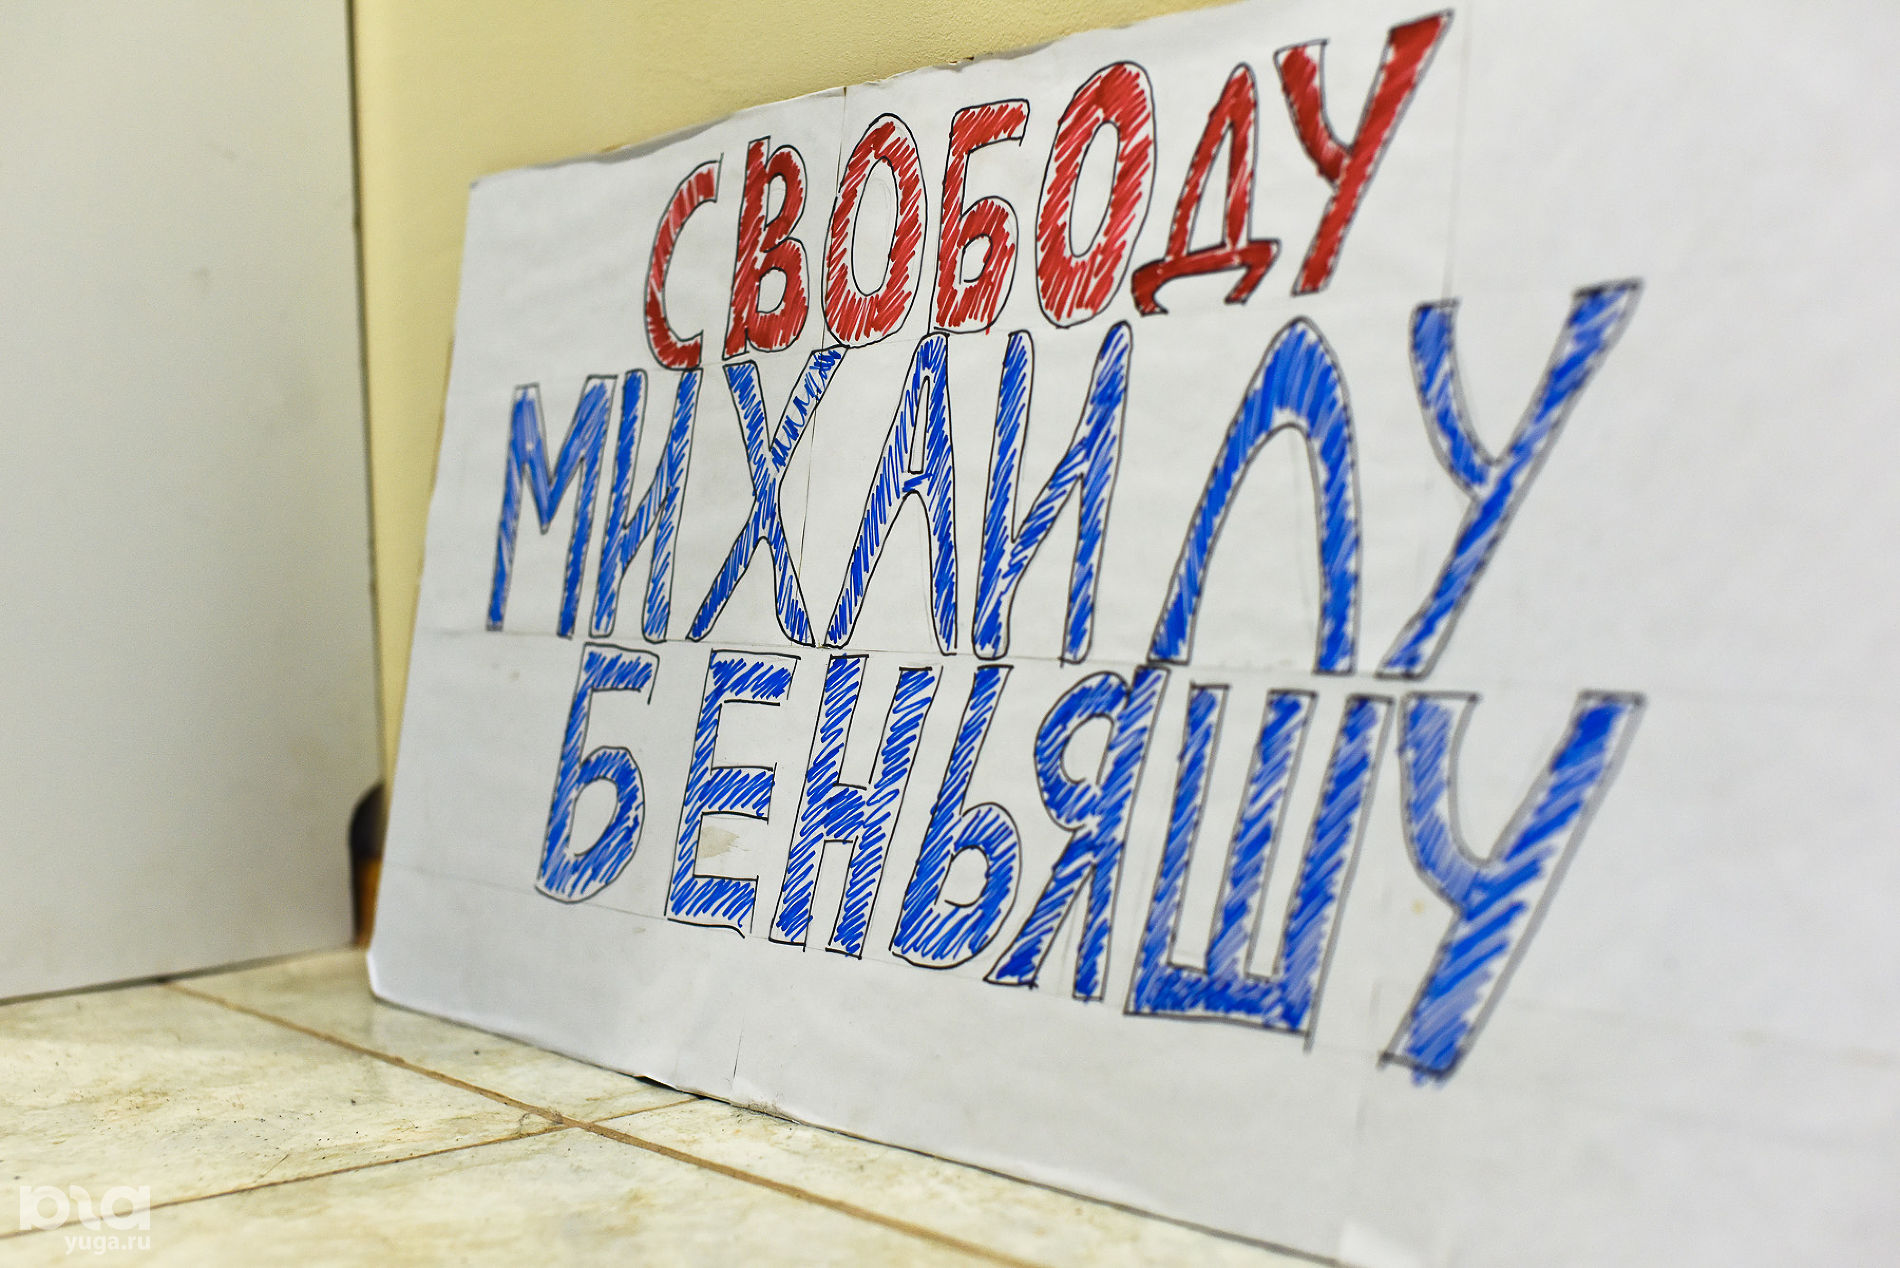 СВОБОДУ
МИХАИЛУ
БЕНЬЯШУ
юга
yuga.ru